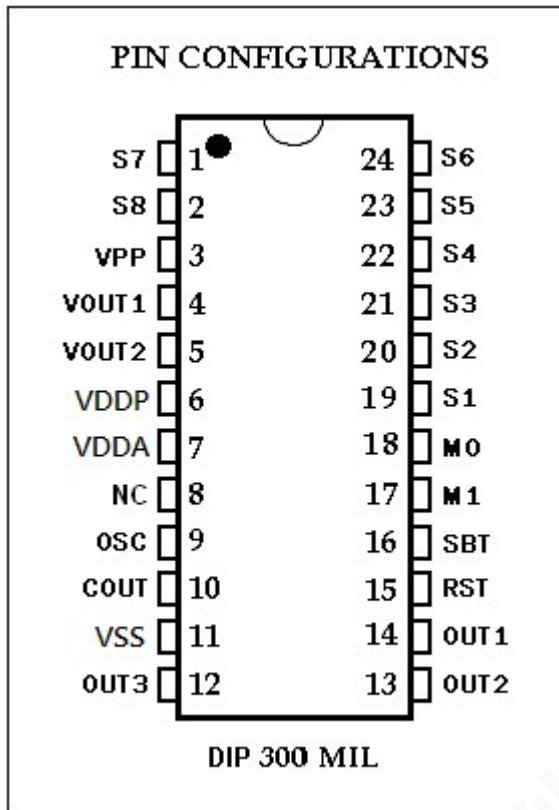 PIN CONFIGURATIONS
S7 1 24 S6
S8 2 23 S5
VPP 3 22 S4
VOUT1 4 21 S3
VOUT2 5 20 S2
VDDP 6 19 S1
VDDA 7 18 M0
NC 8 17 M1
OSC 9 16 SBT
COUT 10 15 RST
VSS 11 14 OUT1
OUT3 12 13 OUT2
DIP 300 MIL